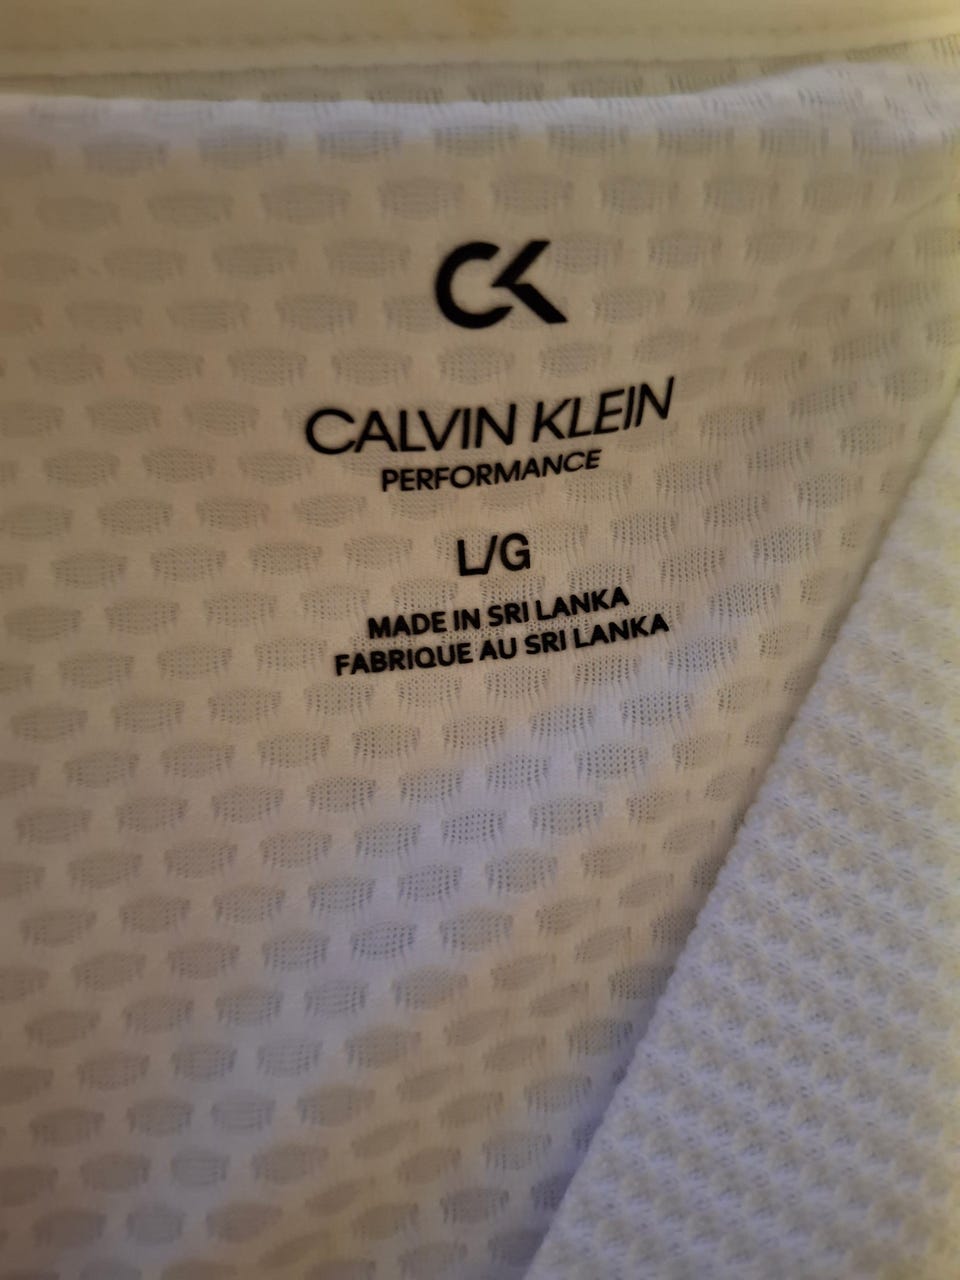 CK
CALVIN KLEIN
PERFORMANCE
L/G
MADE IN SRI LANKA
FABRIQUE AU SRI LANKA